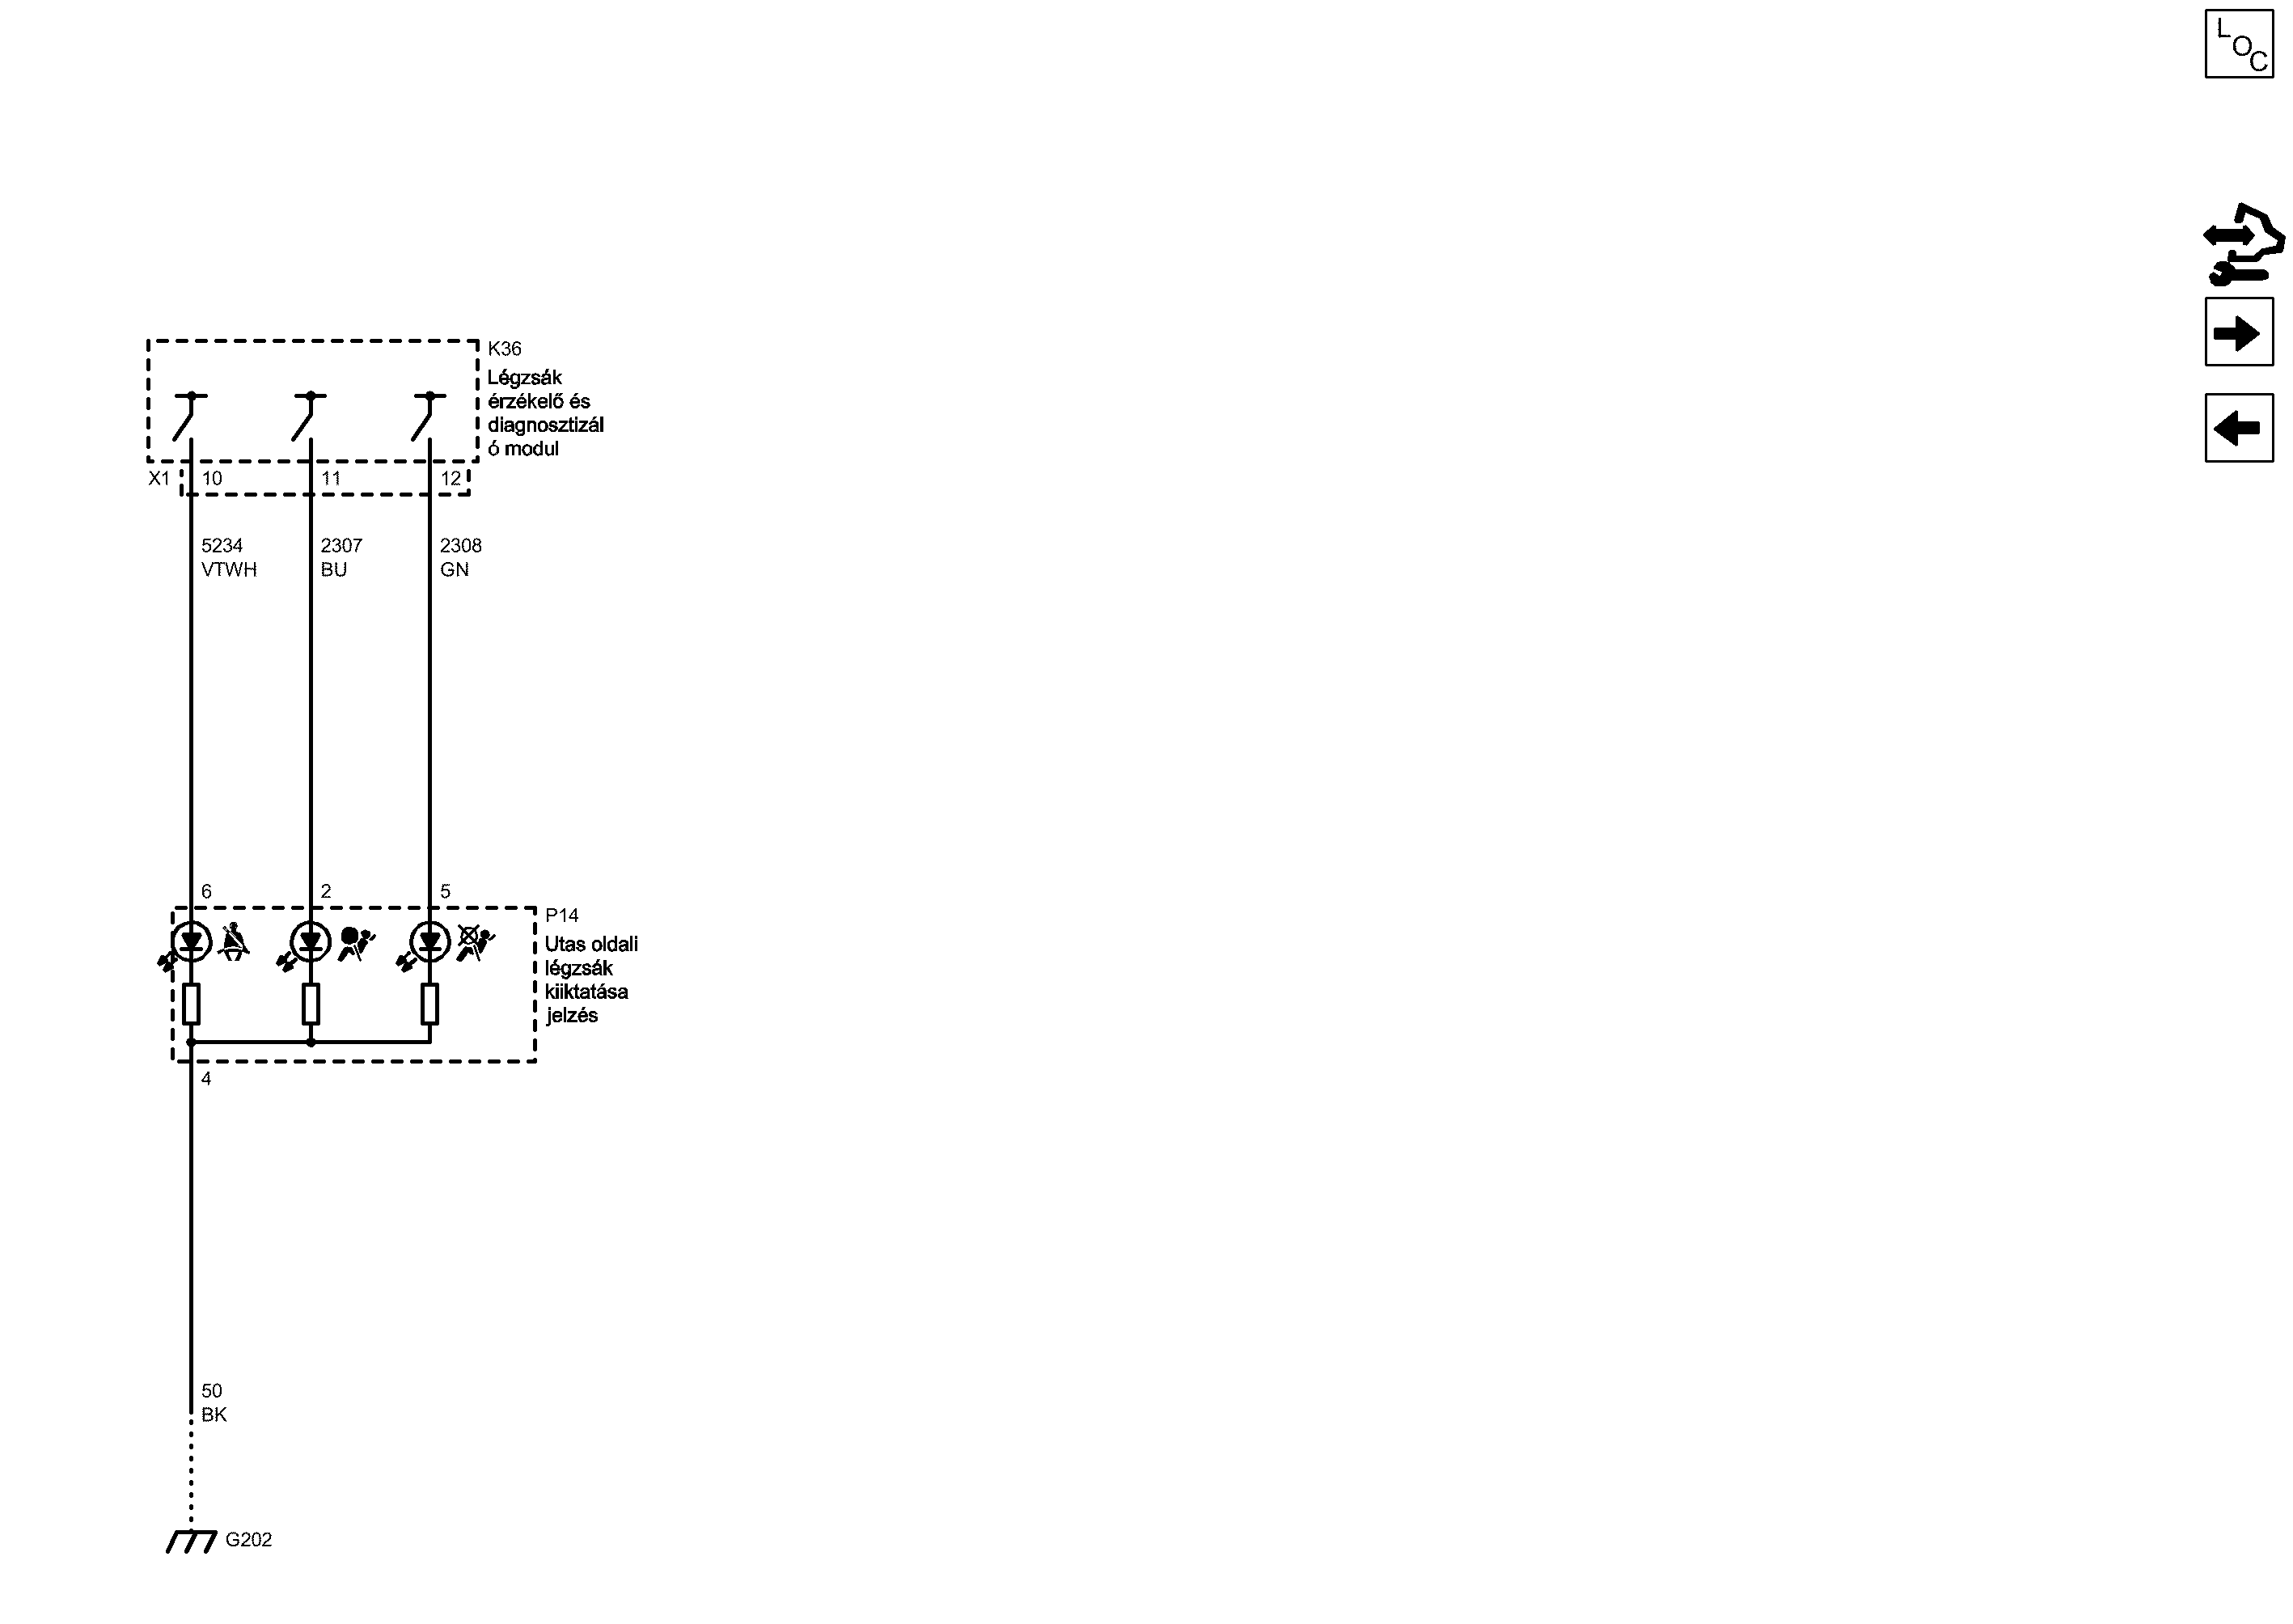 LOC
K36
Légzsák
érzékelő és
diagnosztizál
ó modul
X1 10 11 12
5234 2307 2308
VTWH BU GN
6 2 5
P14
Utas oldali
légzsák
kiiktatása
jelzés
4
50
BK
G202